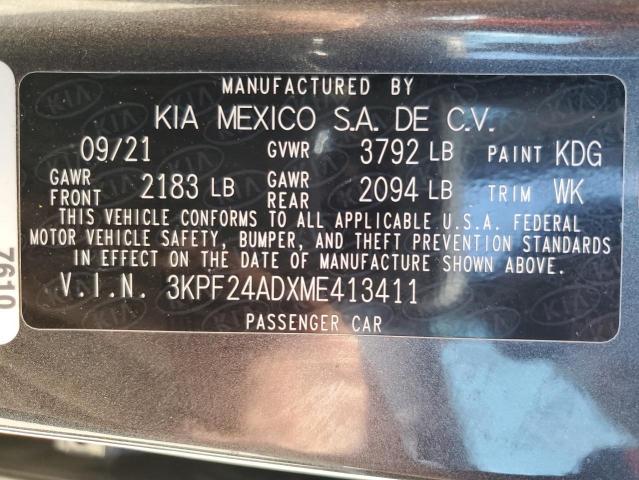 MANUFACTURED BY
KIA MEXICO S.A. DE C.V.
09/21 GVWR 3792 LB PAINT KDG
GAWR FRONT 2183 LB GAWR REAR 2094 LB TRIM WK
THIS VEHICLE CONFORMS TO ALL APPLICABLE U.S.A. FEDERAL
MOTOR VEHICLE SAFETY, BUMPER, AND THEFT PREVENTION STANDARDS
IN EFFECT ON THE DATE OF MANUFACTURE SHOWN ABOVE.
V.I.N. 3KPF24ADXME413411
PASSENGER CAR
7610